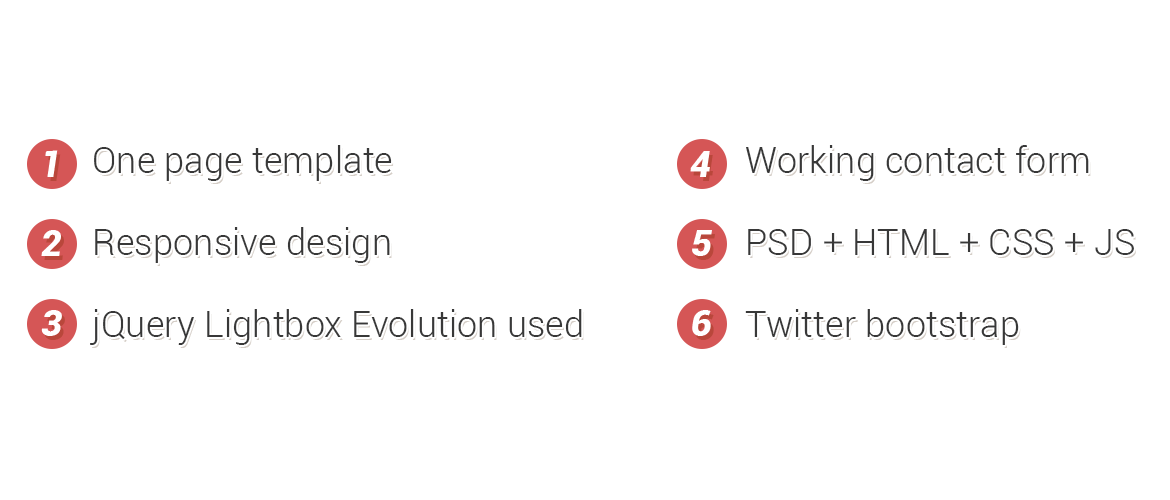 1 One page template
2 Responsive design
3 jQuery Lightbox Evolution used
4 Working contact form
5 PSD + HTML + CSS + JS
6 Twitter bootstrap